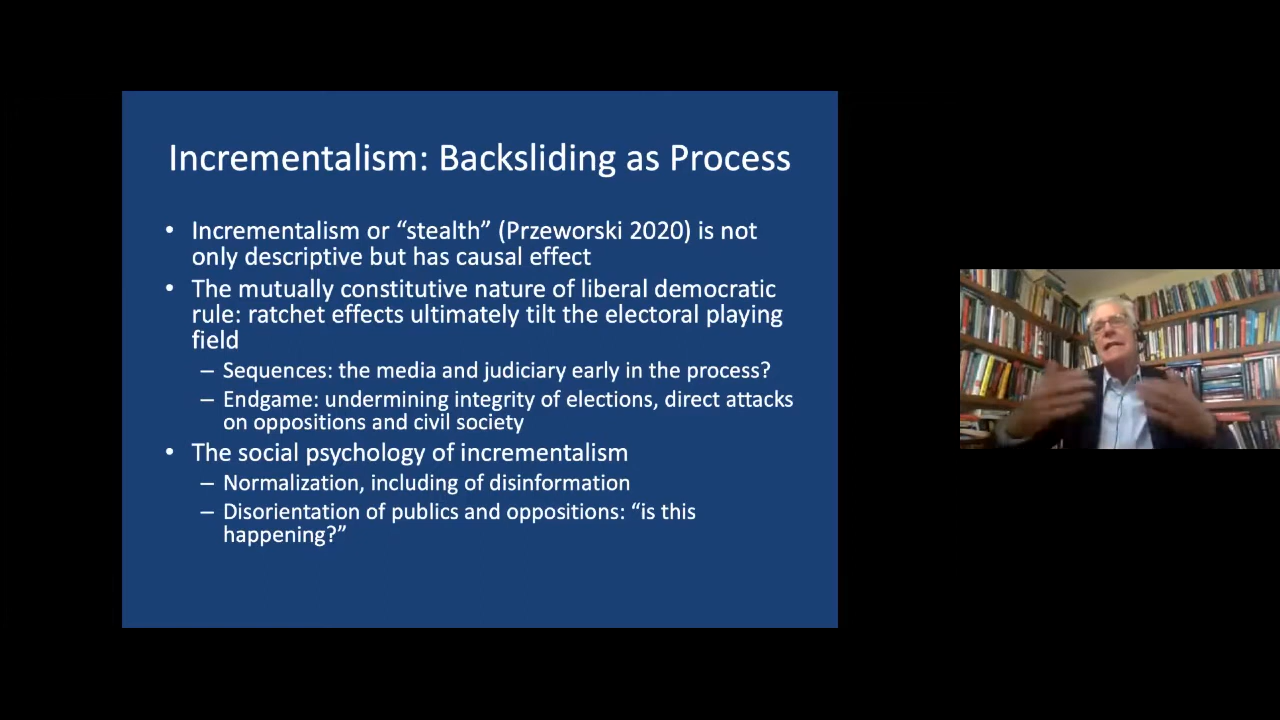 Incrementalism: Backsliding as Process
• Incrementalism or “stealth” (Przeworski 2020) is not
only descriptive but has causal effect
• The mutually constitutive nature of liberal democratic
rule: ratchet effects ultimately tilt the electoral playing
field
– Sequences: the media and judiciary early in the process?
– Endgame: undermining integrity of elections, direct attacks
on oppositions and civil society
• The social psychology of incrementalism
– Normalization, including of disinformation
– Disorientation of publics and oppositions: “is this
happening?”